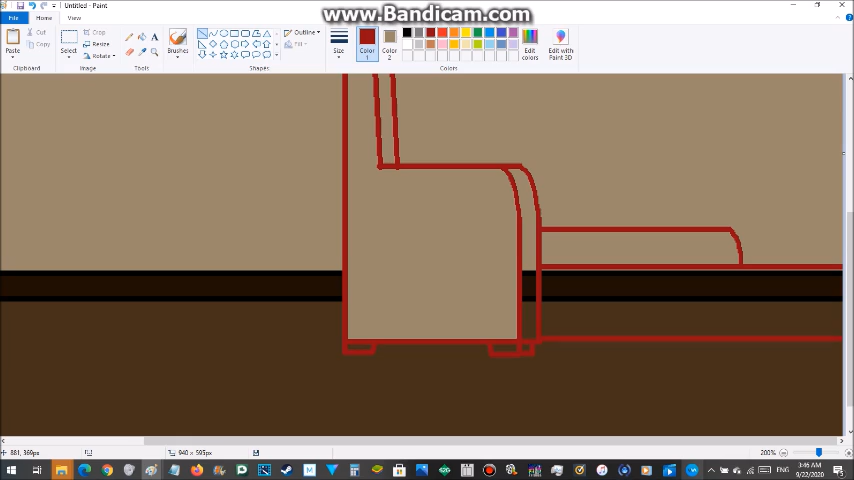 Untitled - Paint
www.Bandicam.com
File Home View
Paste
Cut
Copy
Clipboard
Select
Crop
Resize
Rotate
Image
A
Tools
Brushes
Outline
Fill
Shapes
Size
Color
1
Color
2
Edit
colors
Edit with
Paint 3D
Colors
881, 369px
940 × 595px
200%
ENG
3:46 AM
9/22/2020